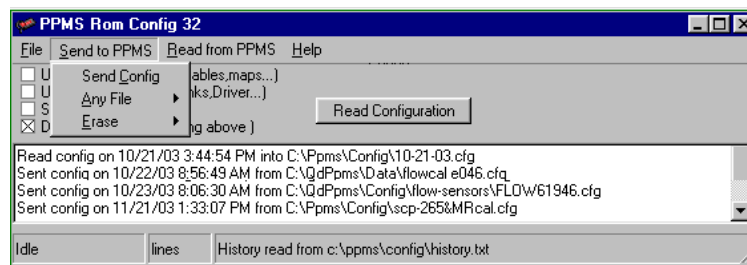 PPMS Rom Config 32
File Send to PPMS Read from PPMS Help
Send Config
Any File
Erase
U ables,maps...)
U nks,Driver...)
S
D ng above )
Read Configuration
Read config on 10/21/03 3:44:54 PM into C:\Ppms\Config\10-21-03.cfg
Sent config on 10/22/03 8:56:49 AM from C:\QdPpms\Data\flowcal e046.cfg
Sent config on 10/23/03 8:06:30 AM from C:\QdPpms\Config\flow-sensors\FLOW61946.cfg
Sent config on 11/21/03 1:33:07 PM from C:\Ppms\Config\scp-265&MRcal.cfg
Idle lines History read from c:\ppms\config\history.txt